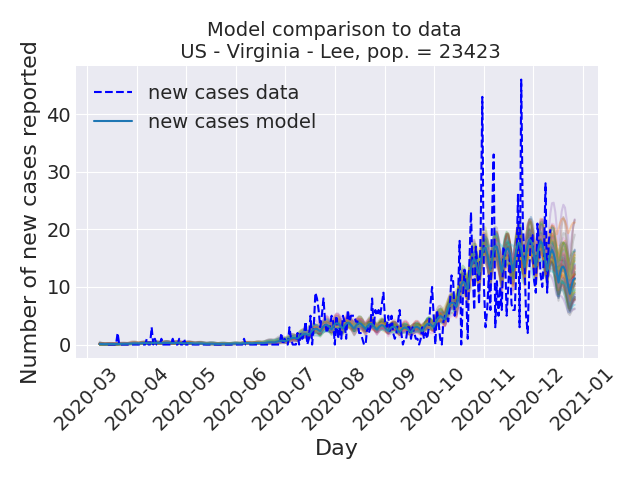 Model comparison to data
US - Virginia - Lee, pop. = 23423
Number of new cases reported
new cases data
new cases model
40
30
20
10
0
2020-03
2020-04
2020-05
2020-06
2020-07
2020-08
2020-09
2020-10
2020-11
2020-12
2021-01
Day